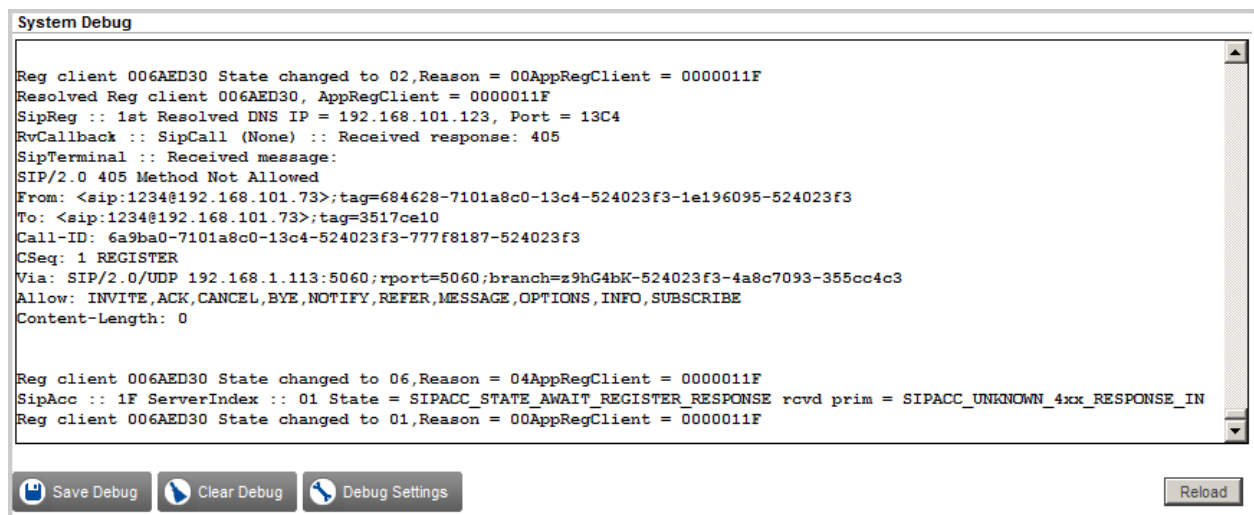 System Debug
Reg client 006AED30 State changed to 02,Reason = 00AppRegClient = 0000011F
Resolved Reg client 006AED30, AppRegClient = 0000011F
SipReg :: 1st Resolved DNS IP = 192.168.101.123, Port = 13C4
RvCallback :: SipCall (None) :: Received response: 405
SipTerminal :: Received message:
SIP/2.0 405 Method Not Allowed
From: <sip:1234@192.168.101.73>;tag=684628-7101a8c0-13c4-524023f3-1e196095-524023f3
To: <sip:1234@192.168.101.73>;tag=3517ce10
Call-ID: 6a9ba0-7101a8c0-13c4-524023f3-777f8187-524023f3
CSeq: 1 REGISTER
Via: SIP/2.0/UDP 192.168.1.113:5060;rport=5060;branch=z9hG4bK-524023f3-4a8c7093-355cc4c3
Allow: INVITE,ACK,CANCEL,BYE,NOTIFY,REFER,MESSAGE,OPTIONS,INFO,SUBSCRIBE
Content-Length: 0
Reg client 006AED30 State changed to 06,Reason = 04AppRegClient = 0000011F
SipAcc :: 1F ServerIndex :: 01 State = SIPACC_STATE_AWAIT_REGISTER_RESPONSE rcvd prim = SIPACC_UNKNOWN_4xx_RESPONSE_IN
Reg client 006AED30 State changed to 01,Reason = 00AppRegClient = 0000011F
Save Debug Clear Debug Debug Settings Reload